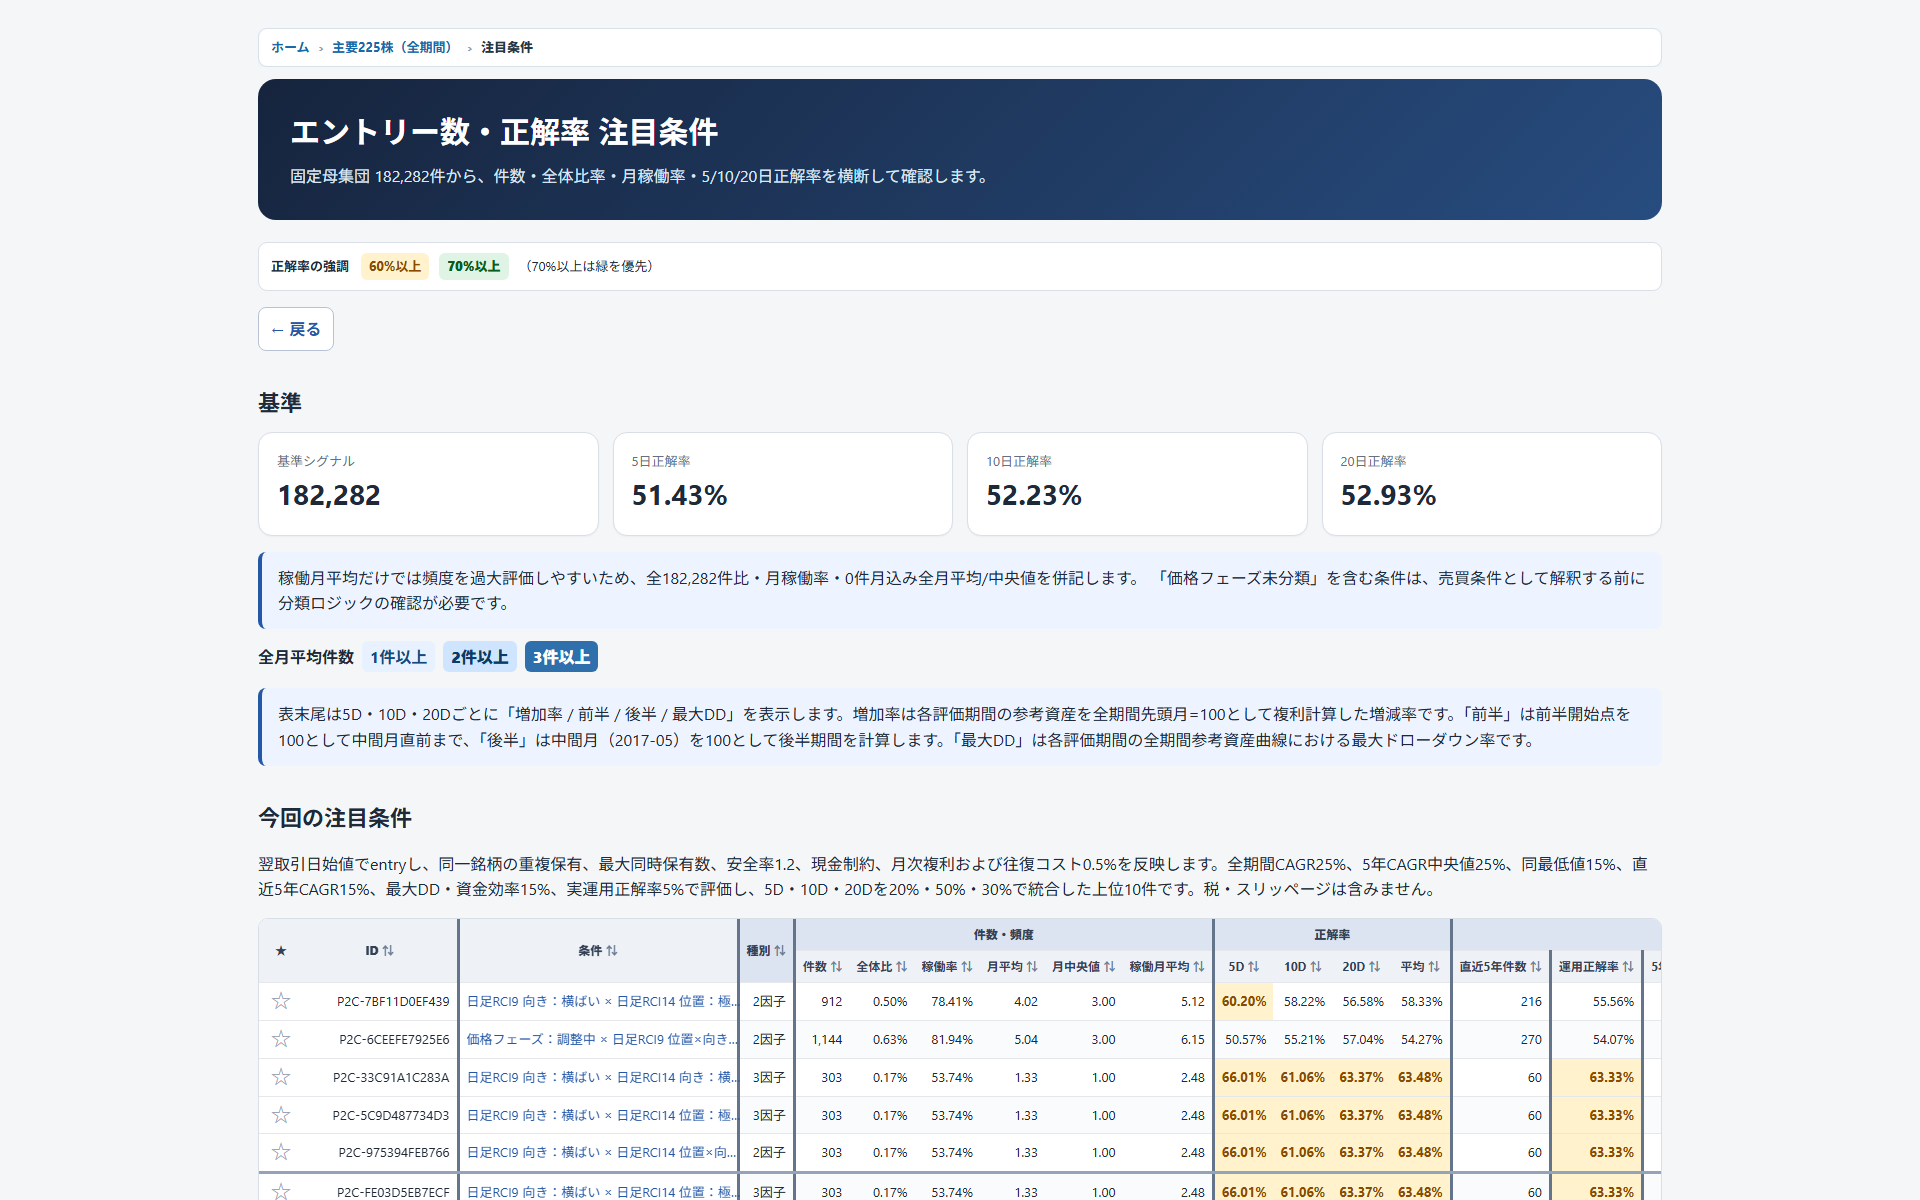 ホーム › 主要225株（全期間） › 注目条件
エントリー数・正解率 注目条件
固定母集団 182,282件から、件数・全体比率・月稼働率・5/10/20日正解率を横断して確認します。
正解率の強調 60%以上 70%以上 （70%以上は緑を優先）
← 戻る
基準
基準シグナル
182,282
5日正解率
51.43%
10日正解率
52.23%
20日正解率
52.93%
稼働月平均だけでは頻度を過大評価しやすいため、全182,282件比・月稼働率・0件月込み全月平均/中央値を併記します。 「価格フェーズ未分類」を含む条件は、売買条件として解釈する前に
分類ロジックの確認が必要です。
全月平均件数 1件以上 2件以上 3件以上
表末尾は5D・10D・20Dごとに「増加率 / 前半 / 後半 / 最大DD」を表示します。増加率は各評価期間の参考資産を全期間先頭月=100として複利計算した増減率です。「前半」は前半開始点を
100として中間月直前まで、「後半」は中間月（2017-05）を100として後半期間を計算します。「最大DD」は各評価期間の全期間参考資産曲線における最大ドローダウン率です。
今回の注目条件
翌取引日始値でentryし、同一銘柄の重複保有、最大同時保有数、安全率1.2、現金制約、月次複利および往復コスト0.5%を反映します。全期間CAGR25%、5年CAGR中央値25%、同最低値15%、直
近5年CAGR15%、最大DD・資金効率15%、実運用正解率5%で評価し、5D・10D・20Dを20%・50%・30%で統合した上位10件です。税・スリッページは含みません。
★ ID ⇅ 条件 ⇅ 種別 ⇅ 件数・頻度 正解率
件数 ⇅ 全体比 ⇅ 稼働率 ⇅ 月平均 ⇅ 月中央値 ⇅ 稼働月平均 ⇅ 5D ⇅ 10D ⇅ 20D ⇅ 平均 ⇅ 直近5年件数 ⇅ 運用正解率 ⇅
☆ P2C-7BF11D0EF439 日足RCI9 向き：横ばい × 日足RCI14 位置：極... 2因子 912 0.50% 78.41% 4.02 3.00 5.12 60.20% 58.22% 56.58% 58.33% 216 55.56%
☆ P2C-6CEEFE7925E6 価格フェーズ：調整中 × 日足RCI9 位置×向き... 2因子 1,144 0.63% 81.94% 5.04 3.00 6.15 50.57% 55.21% 57.04% 54.27% 270 54.07%
☆ P2C-33C91A1C283A 日足RCI9 向き：横ばい × 日足RCI14 向き：横... 3因子 303 0.17% 53.74% 1.33 1.00 2.48 66.01% 61.06% 63.37% 63.48% 60 63.33%
☆ P2C-5C9D487734D3 日足RCI9 向き：横ばい × 日足RCI14 位置：極... 3因子 303 0.17% 53.74% 1.33 1.00 2.48 66.01% 61.06% 63.37% 63.48% 60 63.33%
☆ P2C-975394FEB766 日足RCI9 向き：横ばい × 日足RCI14 位置×向... 2因子 303 0.17% 53.74% 1.33 1.00 2.48 66.01% 61.06% 63.37% 63.48% 60 63.33%
☆ P2C-FE03D5EB7ECF 日足RCI9 向き：横ばい × 日足RCI14 位置：極... 3因子 303 0.17% 53.74% 1.33 1.00 2.48 66.01% 61.06% 63.37% 63.48% 60 63.33%